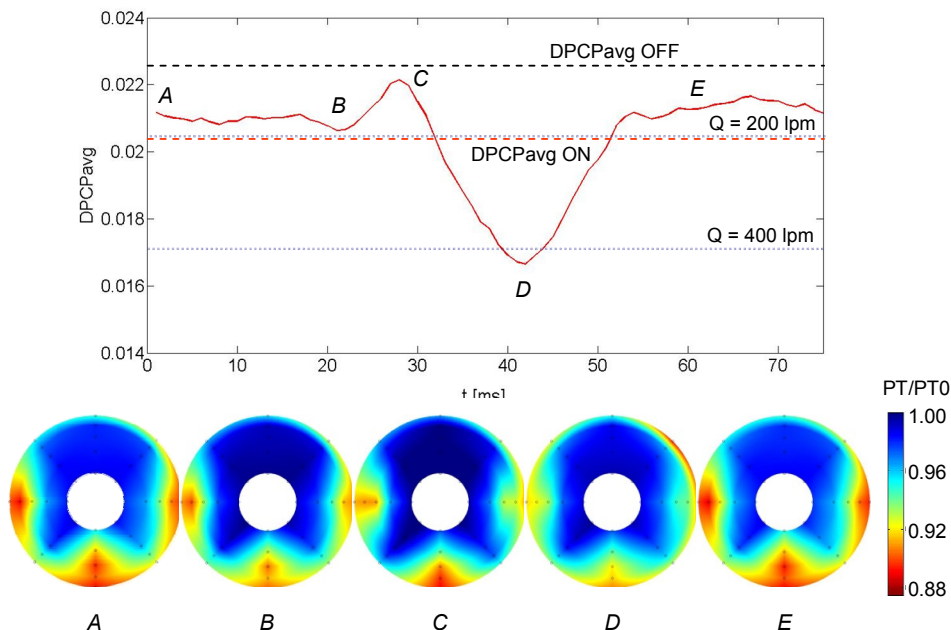 0.024
DPCPavg OFF
0.022
A
B
C
E
Q = 200 lpm
0.02
DPCPavg ON
DPCPavg
0.018
Q = 400 lpm
0.016
D
0.014
0 10 20 30 40 50 60 70
t [ms]
PT/PT0
1.00
0.96
0.92
0.88
A B C D E